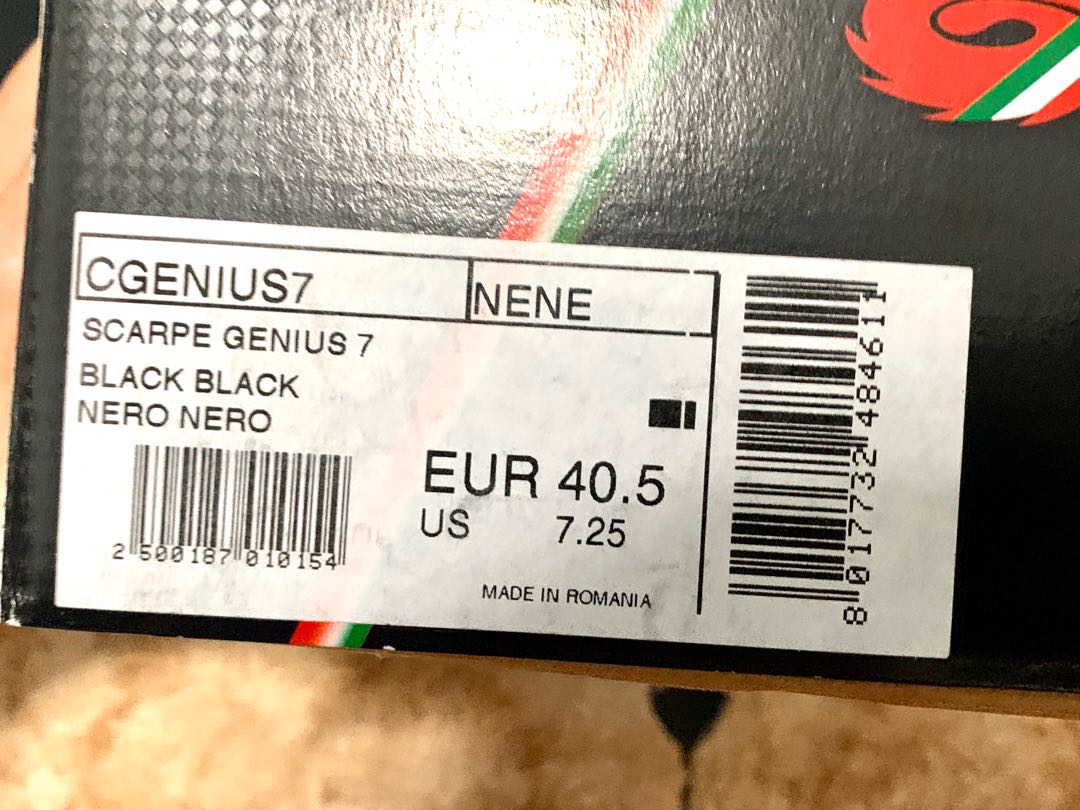 CGENIUS7
NENE
SCARPE GENIUS 7
BLACK BLACK
NERO NERO
EUR 40.5
US 7.25
2 500187 010154
MADE IN ROMANIA
8 017732 484611